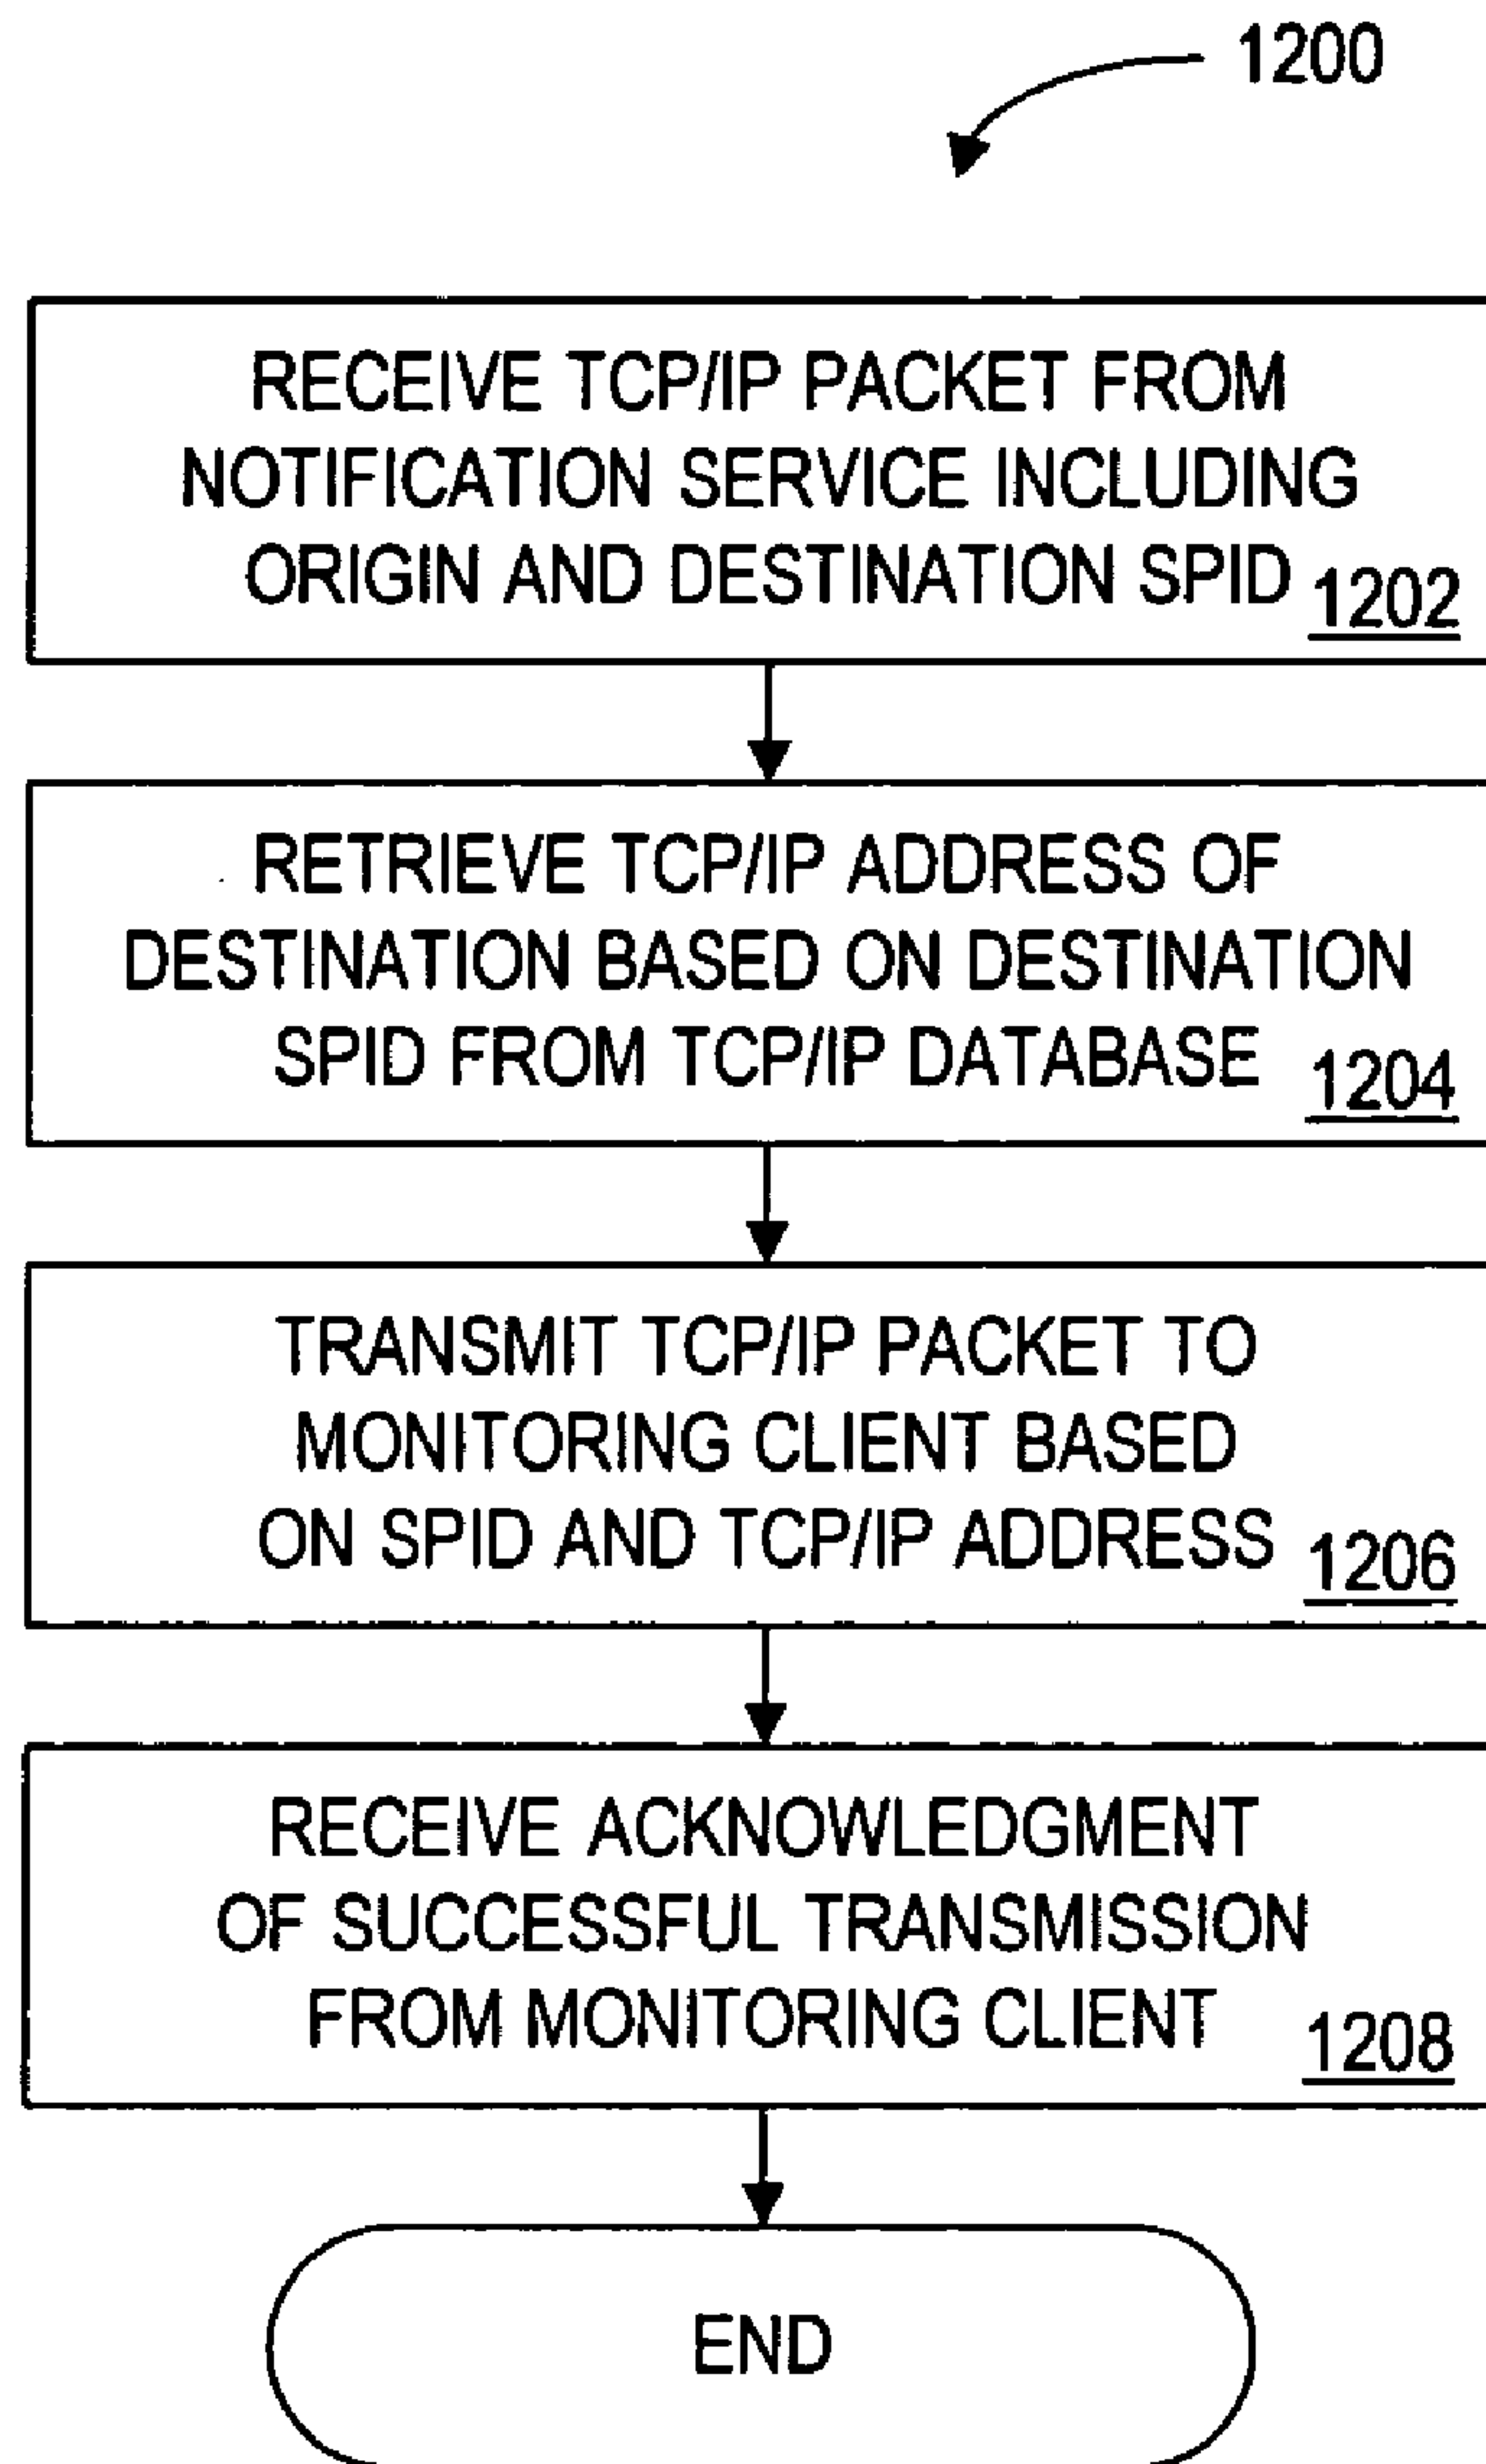 1200
RECEIVE TCP/IP PACKET FROM
NOTIFICATION SERVICE INCLUDING
ORIGIN AND DESTINATION SPID 1202
RETRIEVE TCP/IP ADDRESS OF
DESTINATION BASED ON DESTINATION
SPID FROM TCP/IP DATABASE 1204
TRANSMIT TCP/IP PACKET TO
MONITORING CLIENT BASED
ON SPID AND TCP/IP ADDRESS 1206
RECEIVE ACKNOWLEDGMENT
OF SUCCESSFUL TRANSMISSION
FROM MONITORING CLIENT 1208
END